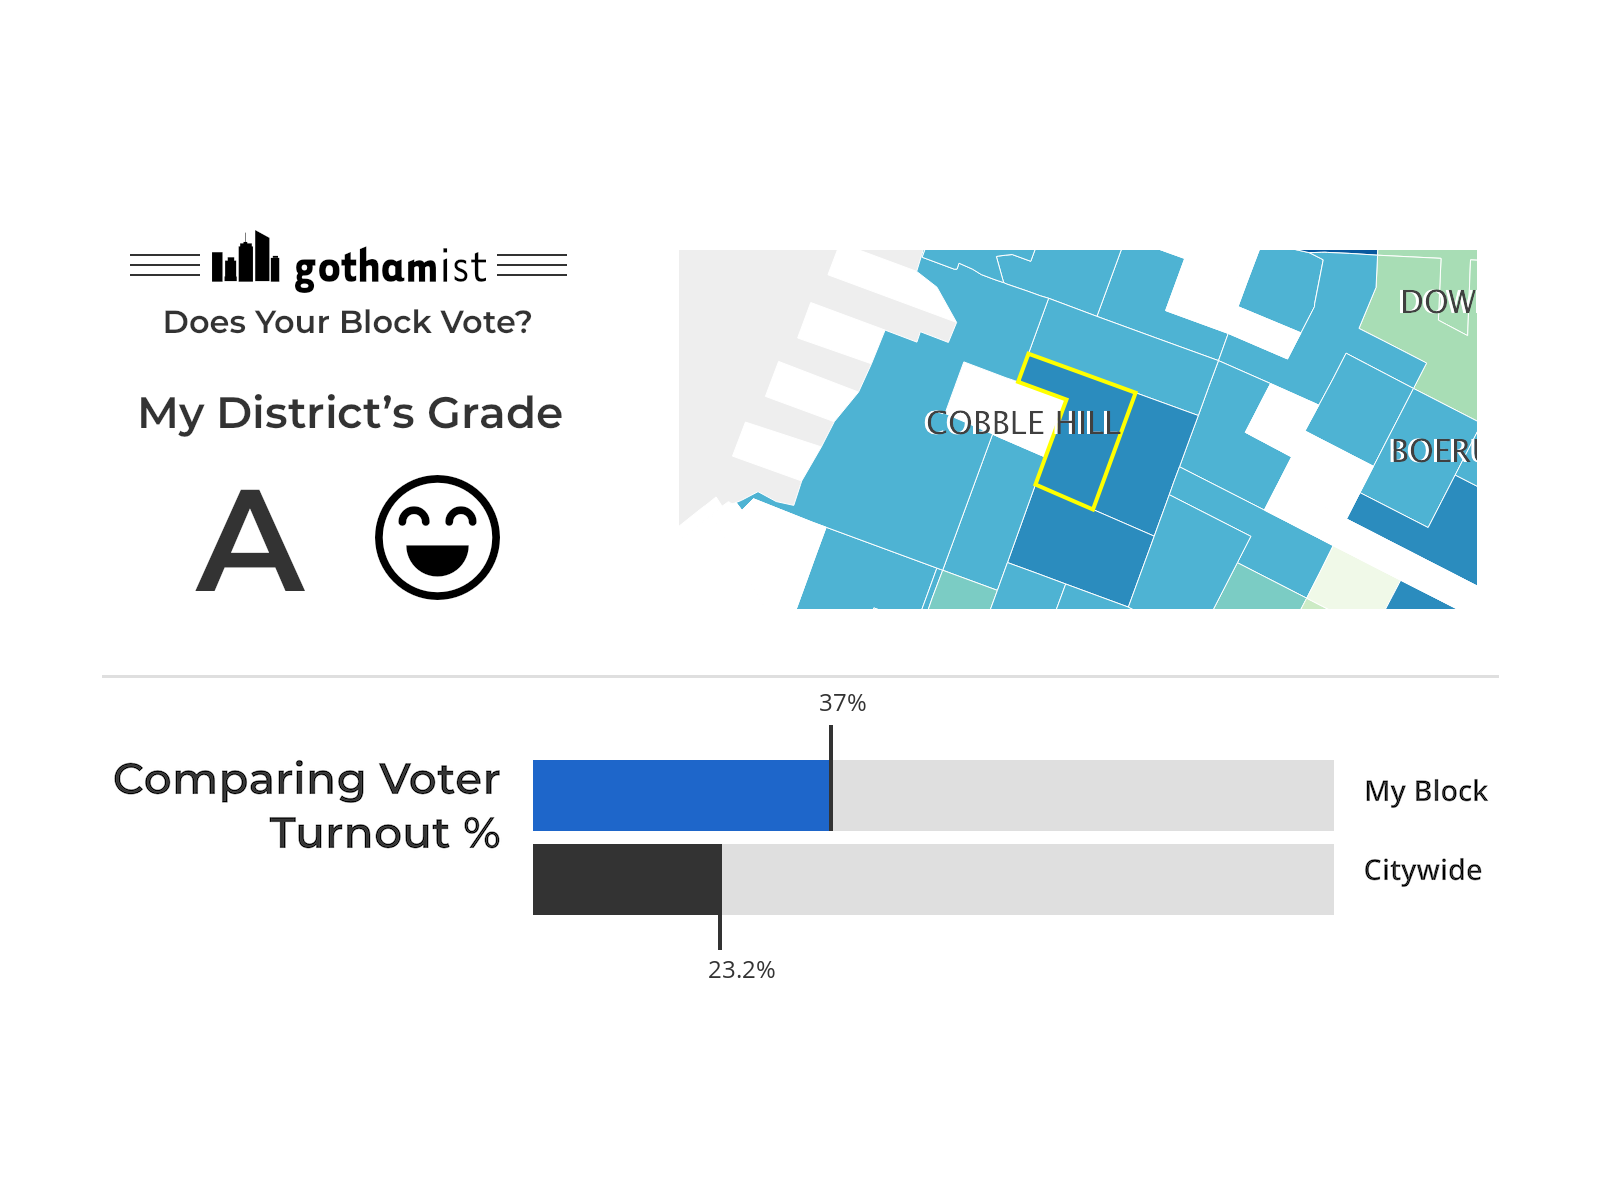 gothamist
Does Your Block Vote?
My District’s Grade
A
DOW
COBBLE HILL
BOERU
37%
Comparing Voter
Turnout %
My Block
Citywide
23.2%